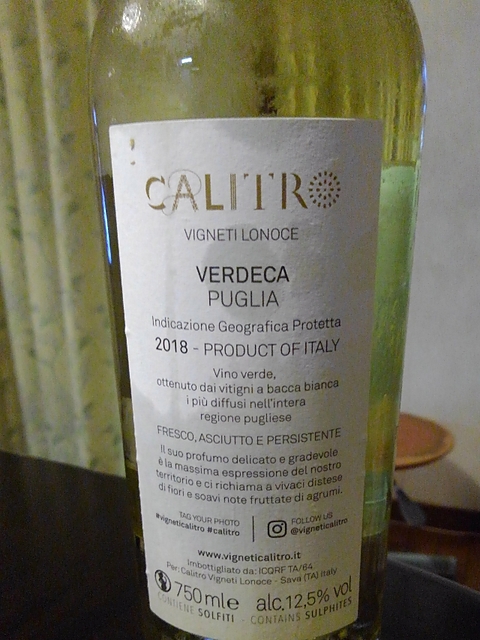 CALITRO
VIGNETI LONOCE
VERDECA
PUGLIA
Indicazione Geografica Protetta
2018 - PRODUCT OF ITALY
Vino verde,
ottenuto dai vitigni a bacca bianca
i più diffusi nell'intera
regione pugliese
FRESCO, ASCIUTTO E PERSISTENTE
Il suo profumo delicato e gradevole
è la massima espressione del nostro
territorio e ci richiama a vivaci distese
di fiori e soavi note fruttate di agrumi.
TAG YOUR PHOTO
#vigneticalitro #calitro
FOLLOW US
@vigneticalitro
www.vigneticalitro.it
Imbottigliato da: ICQRF TA/64
Per: Calitro Vigneti Lonoce - Sava (TA) Italy
750 ml e alc.12,5% vol
CONTIENE SOLFITI - CONTAINS SULPHITES